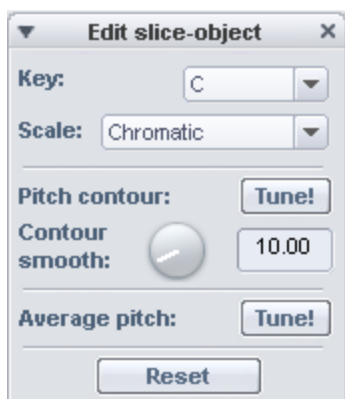 Edit slice-object
Key: C
Scale: Chromatic
Pitch contour: Tune!
Contour
smooth: 10.00
Average pitch: Tune!
Reset